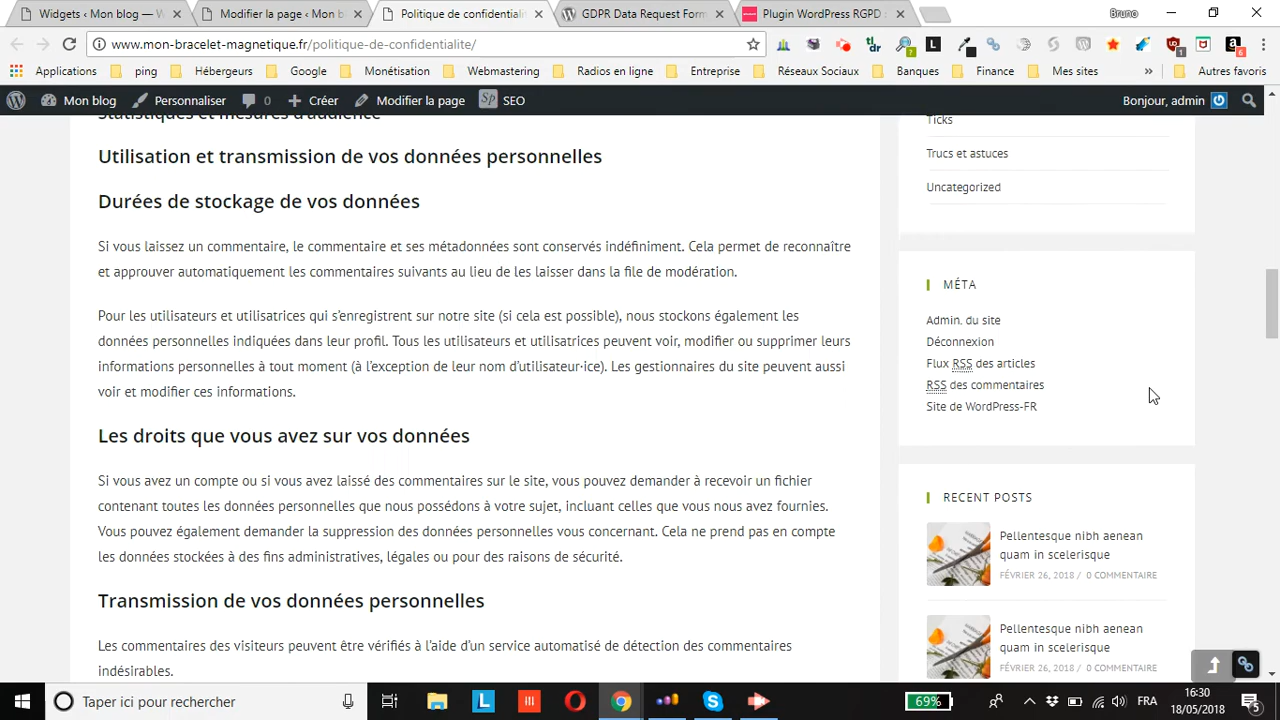 Widgets ‹ Mon blog — W
Modifier la page ‹ Mon b
Politique de confidentialit
GDPR Data Request Form
Plugin WordPress RGPD :
Bruno
www.mon-bracelet-magnetique.fr/politique-de-confidentialite/
Applications
ping
Hébergeurs
Google
Monétisation
Webmastering
Radios en ligne
Entreprise
Réseaux Sociaux
Banques
Finance
Mes sites
»
Autres favoris
Mon blog
Personnaliser
0
Créer
Modifier la page
SEO
Bonjour, admin
Statistiques et mesures d'audience
Utilisation et transmission de vos données personnelles
Durées de stockage de vos données
Si vous laissez un commentaire, le commentaire et ses métadonnées sont conservés indéfiniment. Cela permet de reconnaître
et approuver automatiquement les commentaires suivants au lieu de les laisser dans la file de modération.
Pour les utilisateurs et utilisatrices qui s'enregistrent sur notre site (si cela est possible), nous stockons également les
données personnelles indiquées dans leur profil. Tous les utilisateurs et utilisatrices peuvent voir, modifier ou supprimer leurs
informations personnelles à tout moment (à l'exception de leur nom d'utilisateur·ice). Les gestionnaires du site peuvent aussi
voir et modifier ces informations.
Les droits que vous avez sur vos données
Si vous avez un compte ou si vous avez laissé des commentaires sur le site, vous pouvez demander à recevoir un fichier
contenant toutes les données personnelles que nous possédons à votre sujet, incluant celles que vous nous avez fournies.
Vous pouvez également demander la suppression des données personnelles vous concernant. Cela ne prend pas en compte
les données stockées à des fins administratives, légales ou pour des raisons de sécurité.
Transmission de vos données personnelles
Les commentaires des visiteurs peuvent être vérifiés à l'aide d'un service automatisé de détection des commentaires
indésirables.
Ticks
Trucs et astuces
Uncategorized
MÉTA
Admin. du site
Déconnexion
Flux RSS des articles
RSS des commentaires
Site de WordPress-FR
RECENT POSTS
Pellentesque nibh aenean
quam in scelerisque
FÉVRIER 26, 2018 / 0 COMMENTAIRE
Pellentesque nibh aenean
quam in scelerisque
FÉVRIER 26, 2018 / 0 COMMENTAIRE
Taper ici pour rechercher
69%
FRA
16:30
18/05/2018